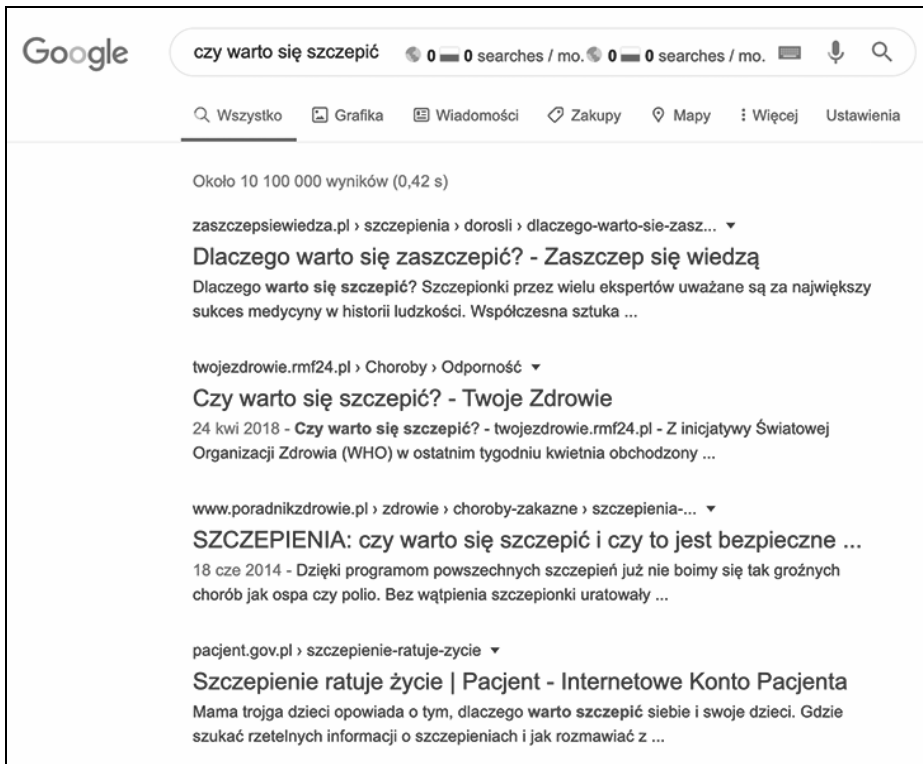 Google
czy warto się szczepić 0 0 searches / mo. 0 0 searches / mo.
Wszystko Grafika Wiadomości Zakupy Mapy Więcej Ustawienia
Około 10 100 000 wyników (0,42 s)
zaszczepsiewiedza.pl › szczepienia › dorosli › dlaczego-warto-sie-zasz...
Dlaczego warto się zaszczepić? - Zaszczep się wiedzą
Dlaczego warto się szczepić? Szczepionki przez wielu ekspertów uważane są za największy
sukces medycyny w historii ludzkości. Współczesna sztuka ...
twojezdrowie.rmf24.pl › Choroby › Odporność
Czy warto się szczepić? - Twoje Zdrowie
24 kwi 2018 - Czy warto się szczepić? - twojezdrowie.rmf24.pl - Z inicjatywy Światowej
Organizacji Zdrowia (WHO) w ostatnim tygodniu kwietnia obchodzony ...
www.poradnikzdrowie.pl › zdrowie › choroby-zakazne › szczepienia-...
SZCZEPIENIA: czy warto się szczepić i czy to jest bezpieczne ...
18 cze 2014 - Dzięki programom powszechnych szczepień już nie boimy się tak groźnych
chorób jak ospa czy polio. Bez wątpienia szczepionki uratowały ...
pacjent.gov.pl › szczepienie-ratuje-zycie
Szczepienie ratuje życie | Pacjent - Internetowe Konto Pacjenta
Mama trojga dzieci opowiada o tym, dlaczego warto szczepić siebie i swoje dzieci. Gdzie
szukać rzetelnych informacji o szczepieniach i jak rozmawiać z ...